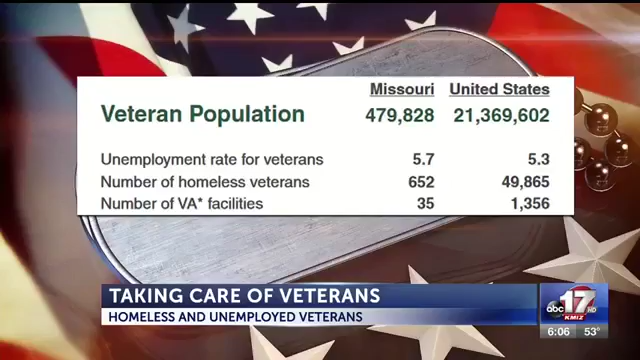 Missouri United States
Veteran Population 479,828 21,369,602
Unemployment rate for veterans 5.7 5.3
Number of homeless veterans 652 49,865
Number of VA* facilities 35 1,356
TAKING CARE OF VETERANS
HOMELESS AND UNEMPLOYED VETERANS
abc 17 HD
KMIZ
6:06 53°